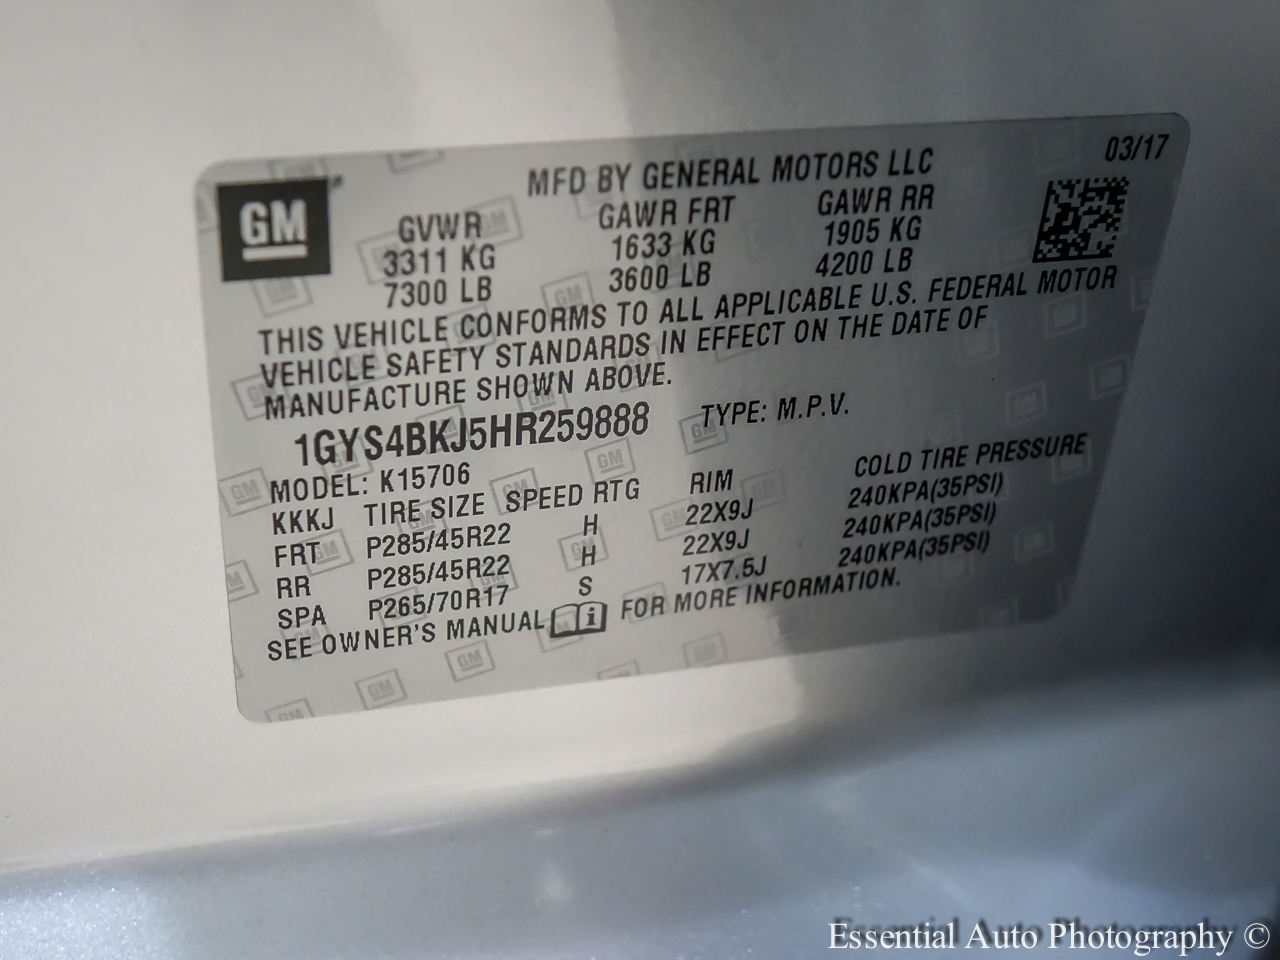 03/17
MFD BY GENERAL MOTORS LLC
GM
GVWR GAWR FRT GAWR RR
3311 KG 1633 KG 1905 KG
7300 LB 3600 LB 4200 LB
THIS VEHICLE CONFORMS TO ALL APPLICABLE U.S. FEDERAL MOTOR
VEHICLE SAFETY STANDARDS IN EFFECT ON THE DATE OF
MANUFACTURE SHOWN ABOVE.
1GYS4BKJ5HR259888 TYPE: M.P.V.
MODEL: K15706
KKKJ TIRE SIZE SPEED RTG RIM COLD TIRE PRESSURE
FRT P285/45R22 H 22X9J 240KPA(35PSI)
RR P285/45R22 H 22X9J 240KPA(35PSI)
SPA P265/70R17 S 17X7.5J 240KPA(35PSI)
SEE OWNER'S MANUAL i FOR MORE INFORMATION.
Essential Auto Photography ©